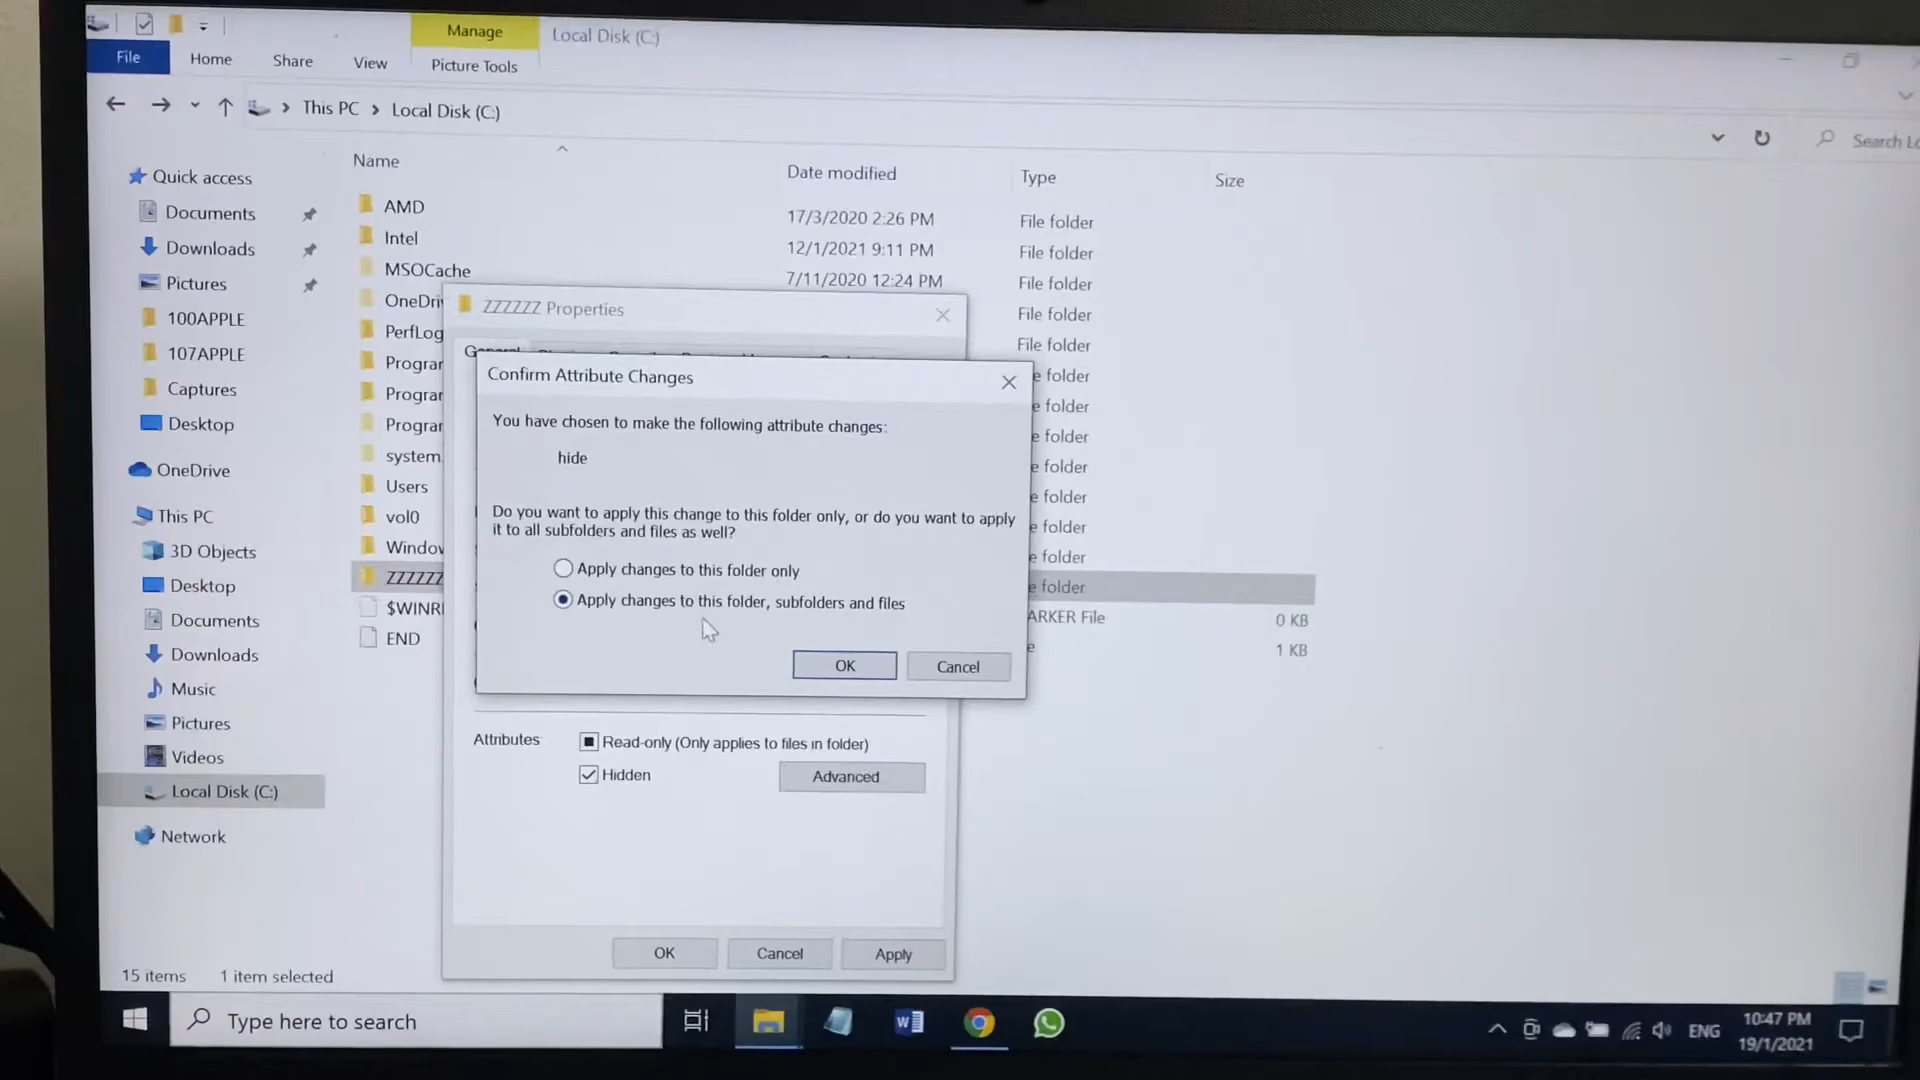 Manage
Local Disk (C:)
File
Home
Share
View
Picture Tools
This PC
Local Disk (C:)
Search
Name
Date modified
Type
Size
Quick access
Documents
Downloads
Pictures
100APPLE
107APPLE
Captures
Desktop
OneDrive
This PC
3D Objects
Desktop
Documents
Downloads
Music
Pictures
Videos
Local Disk (C:)
Network
AMD 17/3/2020 2:26 PM File folder
Intel 12/1/2021 9:11 PM File folder
MSOCache 7/11/2020 12:24 PM File folder
OneDri File folder
PerfLog File folder
Progran e folder
Progran e folder
Progran e folder
system. e folder
Users e folder
vol0 e folder
Window e folder
ZZZZZZ e folder
$WINRE ARKER File 0 KB
END e 1 KB
ZZZZZZ Properties
General
Confirm Attribute Changes
You have chosen to make the following attribute changes:
hide
Do you want to apply this change to this folder only, or do you want to apply
it to all subfolders and files as well?
Apply changes to this folder only
Apply changes to this folder, subfolders and files
OK
Cancel
Attributes
Read-only (Only applies to files in folder)
Hidden
Advanced
OK
Cancel
Apply
15 items
1 item selected
Type here to search
ENG
10:47 PM
19/1/2021